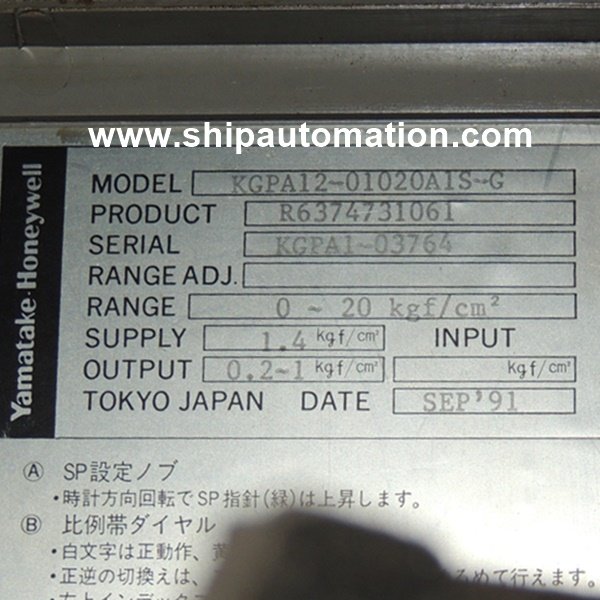 www.shipautomation.com
Yamatake·Honeywell
MODEL KGPA12-01020A1S-G
PRODUCT R6374731061
SERIAL KGPA1-03764
RANGE ADJ.
RANGE 0 ~ 20 kgf/cm²
SUPPLY 1.4 kgf/cm² INPUT
OUTPUT 0.2~1 kgf/cm² kgf/cm²
TOKYO JAPAN DATE SEP'91
Ⓐ SP設定ノブ
・時計方向回転でSP指針(緑)は上昇します。
Ⓑ 比例帯ダイヤル
・白文字は正動作、
・正逆の切換えは、 めて行えます。